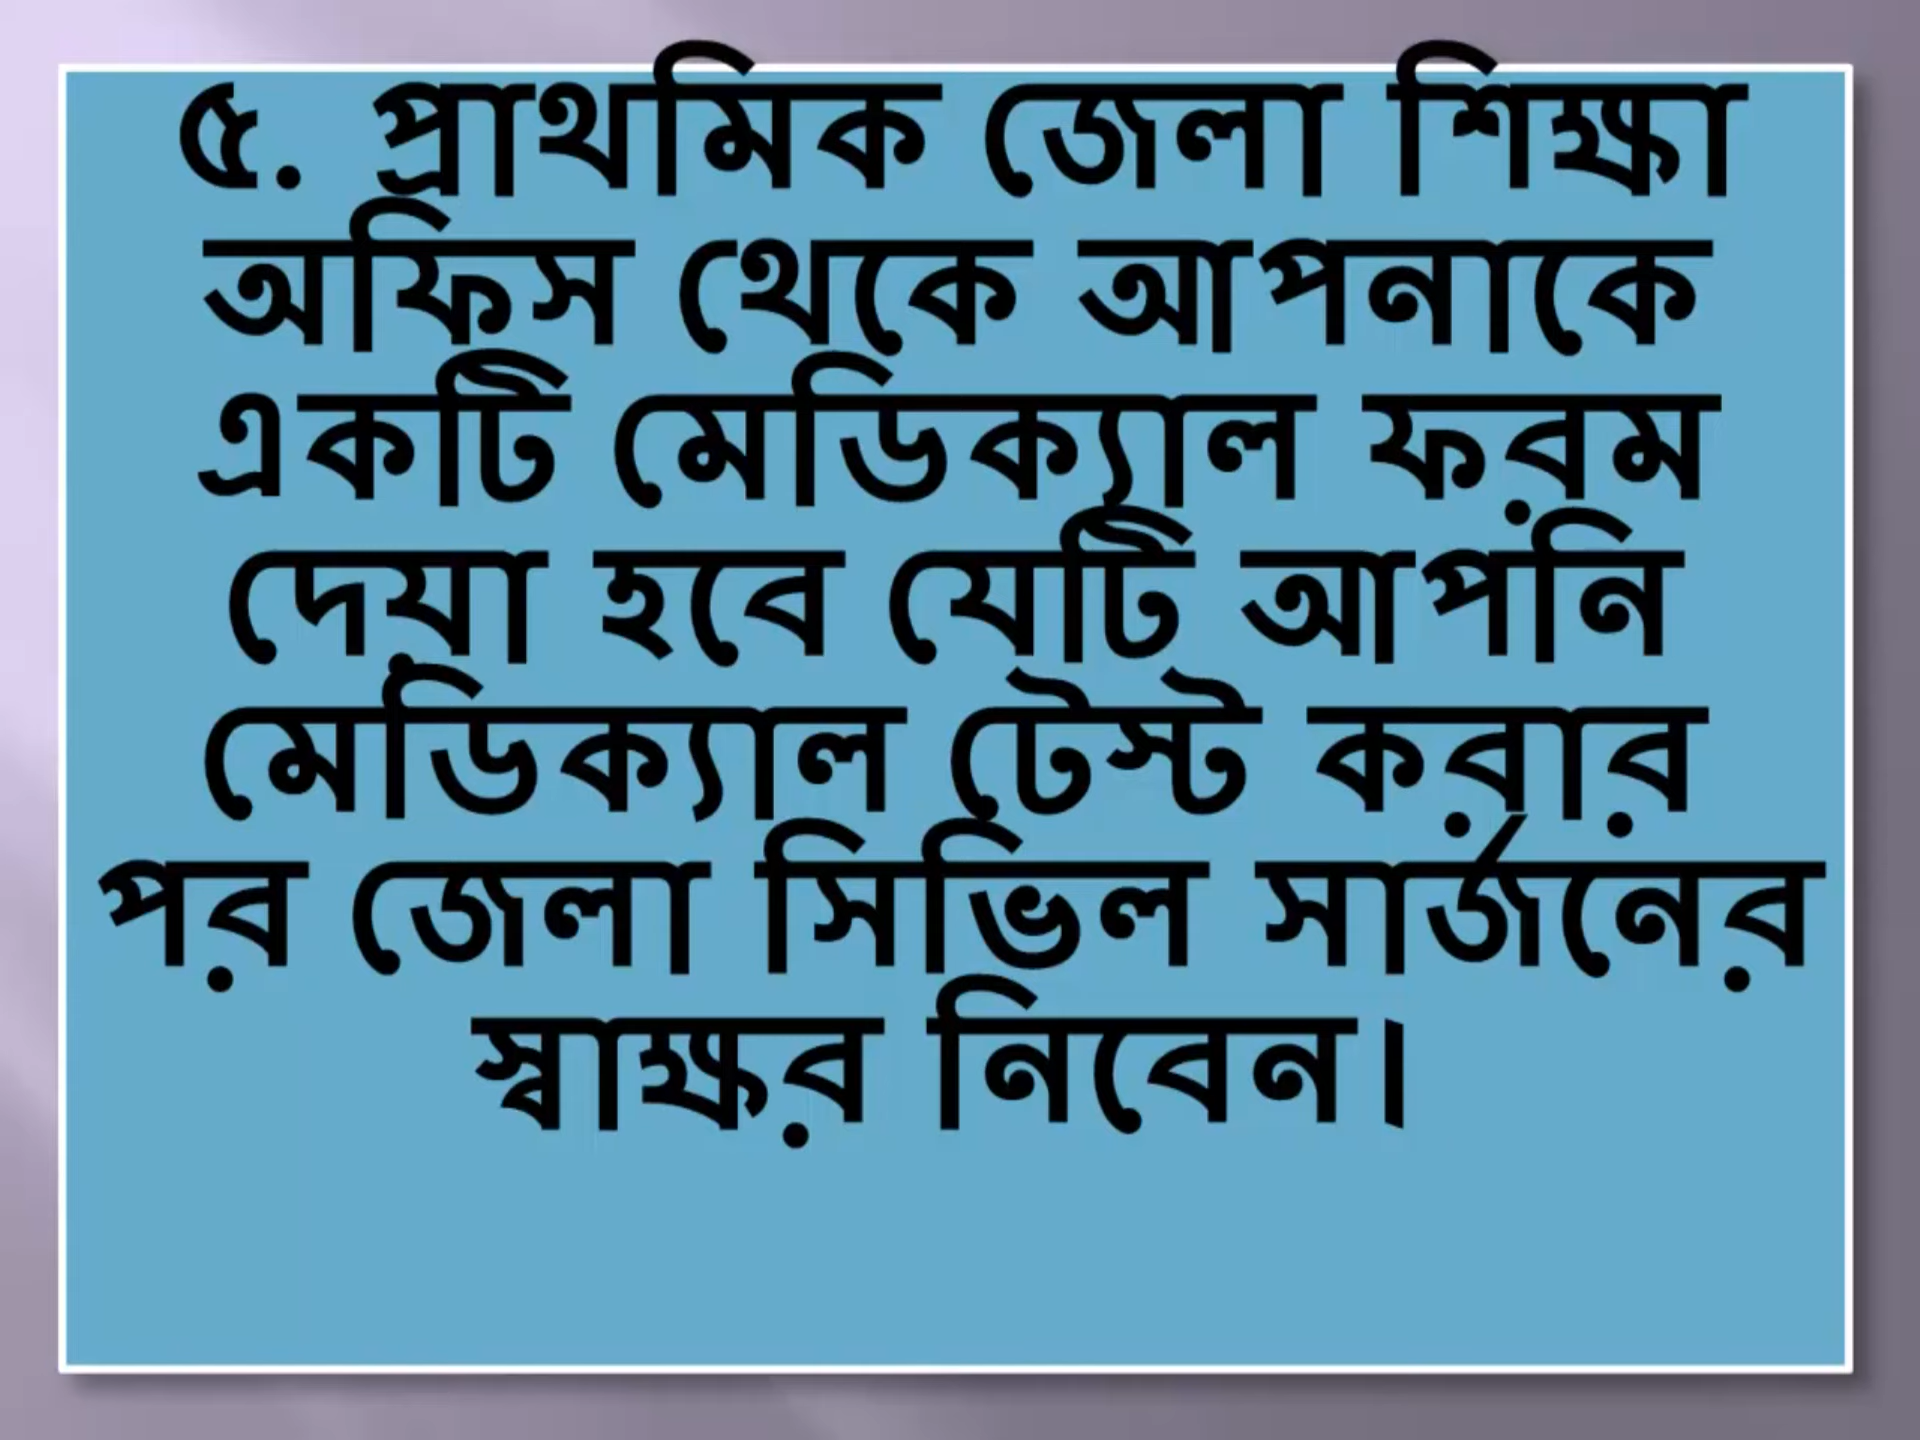 ৫. প্রাথমিক জেলা শিক্ষা
অফিস থেকে আপনাকে
একটি মেডিক্যাল ফরম
দেয়া হবে যেটি আপনি
মেডিক্যাল টেস্ট করার
পর জেলা সিভিল সার্জনের
স্বাক্ষর নিবেন।